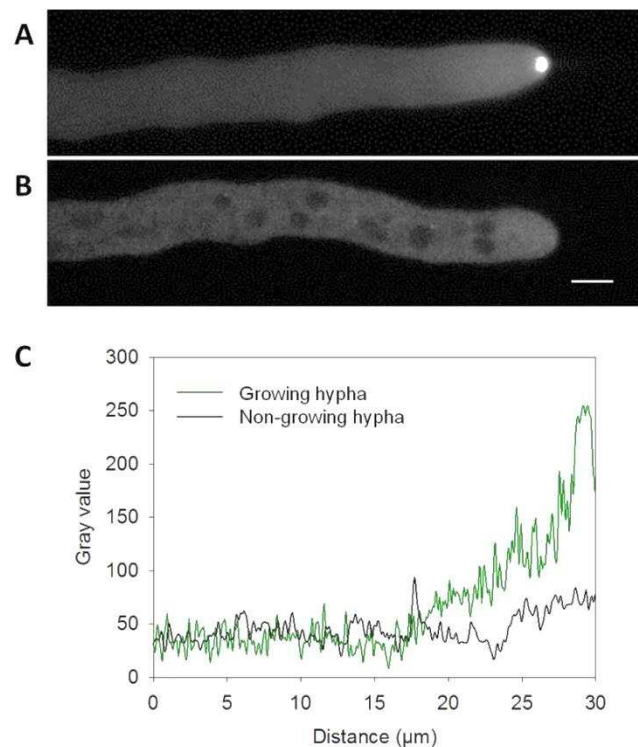 A
B
C
300
250
200
150
100
50
0
Gray value
Growing hypha
Non-growing hypha
0 5 10 15 20 25 30
Distance (µm)